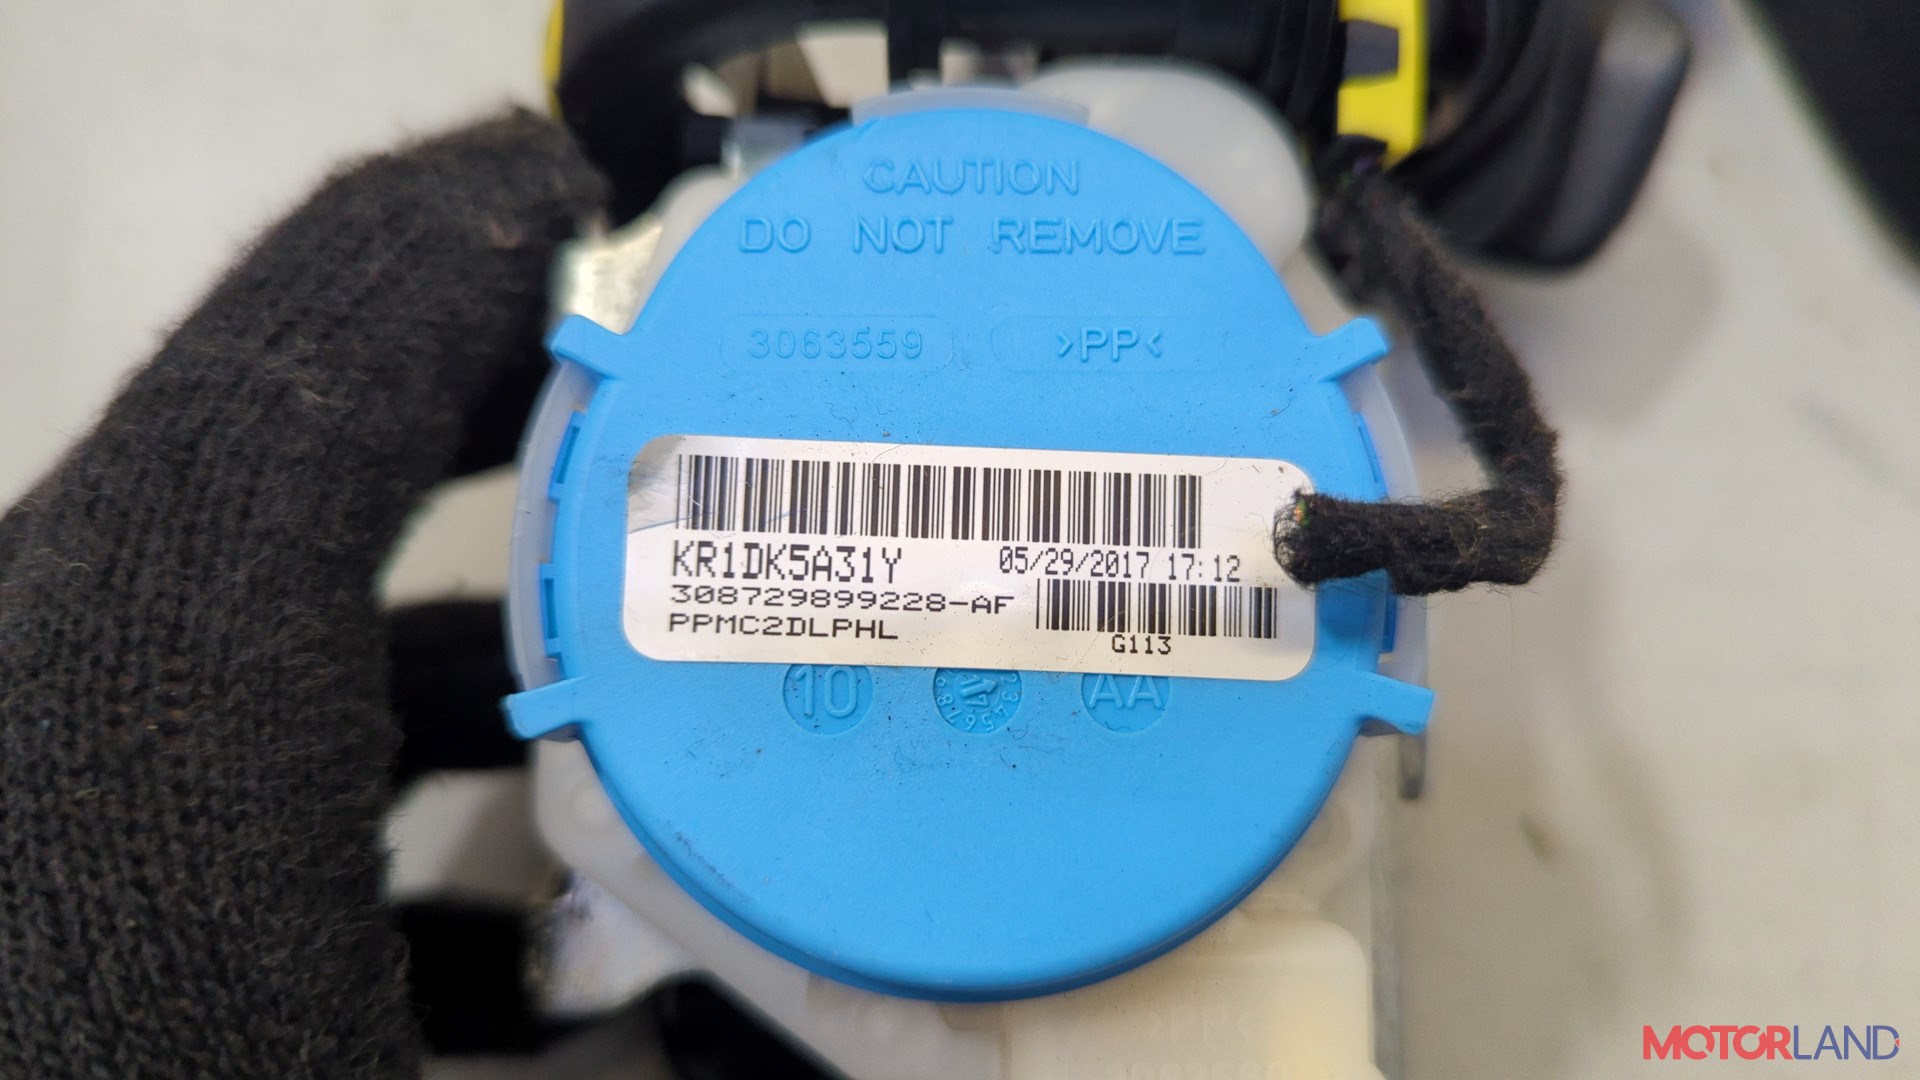 CAUTION
DO NOT REMOVE
3063559 >PP<
KR1DK5A31Y 05/29/2017 17:12
308729899228-AF
PPMC2DLPHL
G113
10 17 AA
MOTORLAND